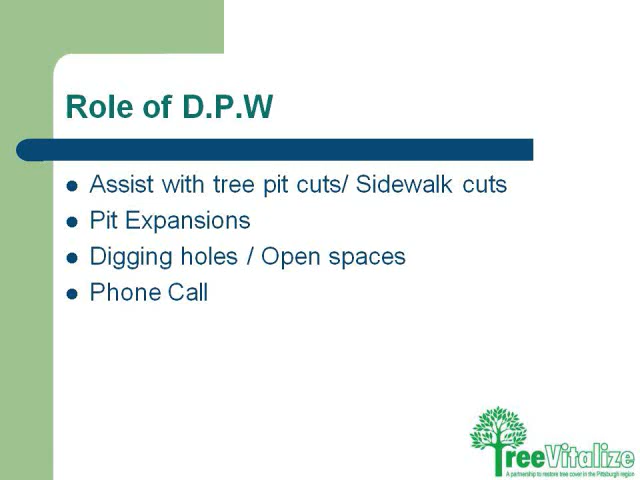 Role of D.P.W
Assist with tree pit cuts/ Sidewalk cuts
Pit Expansions
Digging holes / Open spaces
Phone Call
TreeVitalize
A partnership to restore tree cover in the Pittsburgh region